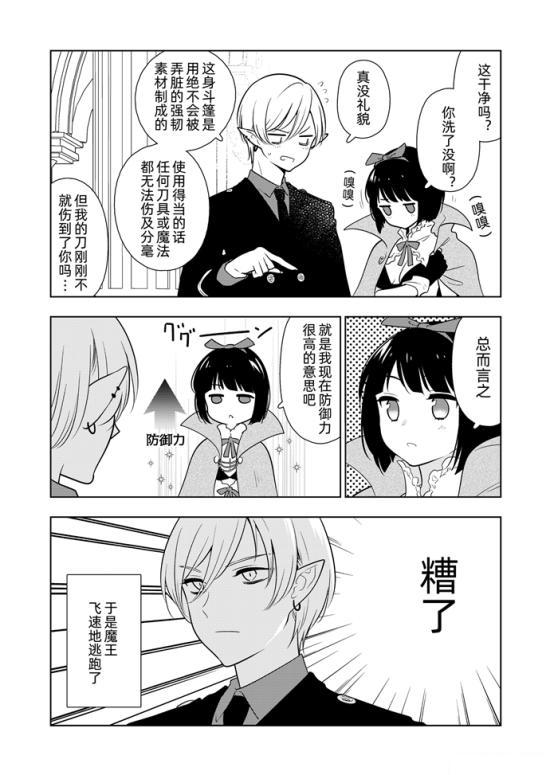 这干净吗？
你洗了没啊？
（嗅嗅）
（嗅嗅）
真没礼貌
这身斗篷是
用绝不会被
弄脏的强韧
素材制成的
使用得当的话
任何刀具或魔法
都无法伤及分毫
但我的刀刚刚不
就伤到了你吗…
总而言之
就是我现在防御力
很高的意思吧
グググーン
防御力
糟了
于是魔王
飞速地逃跑了